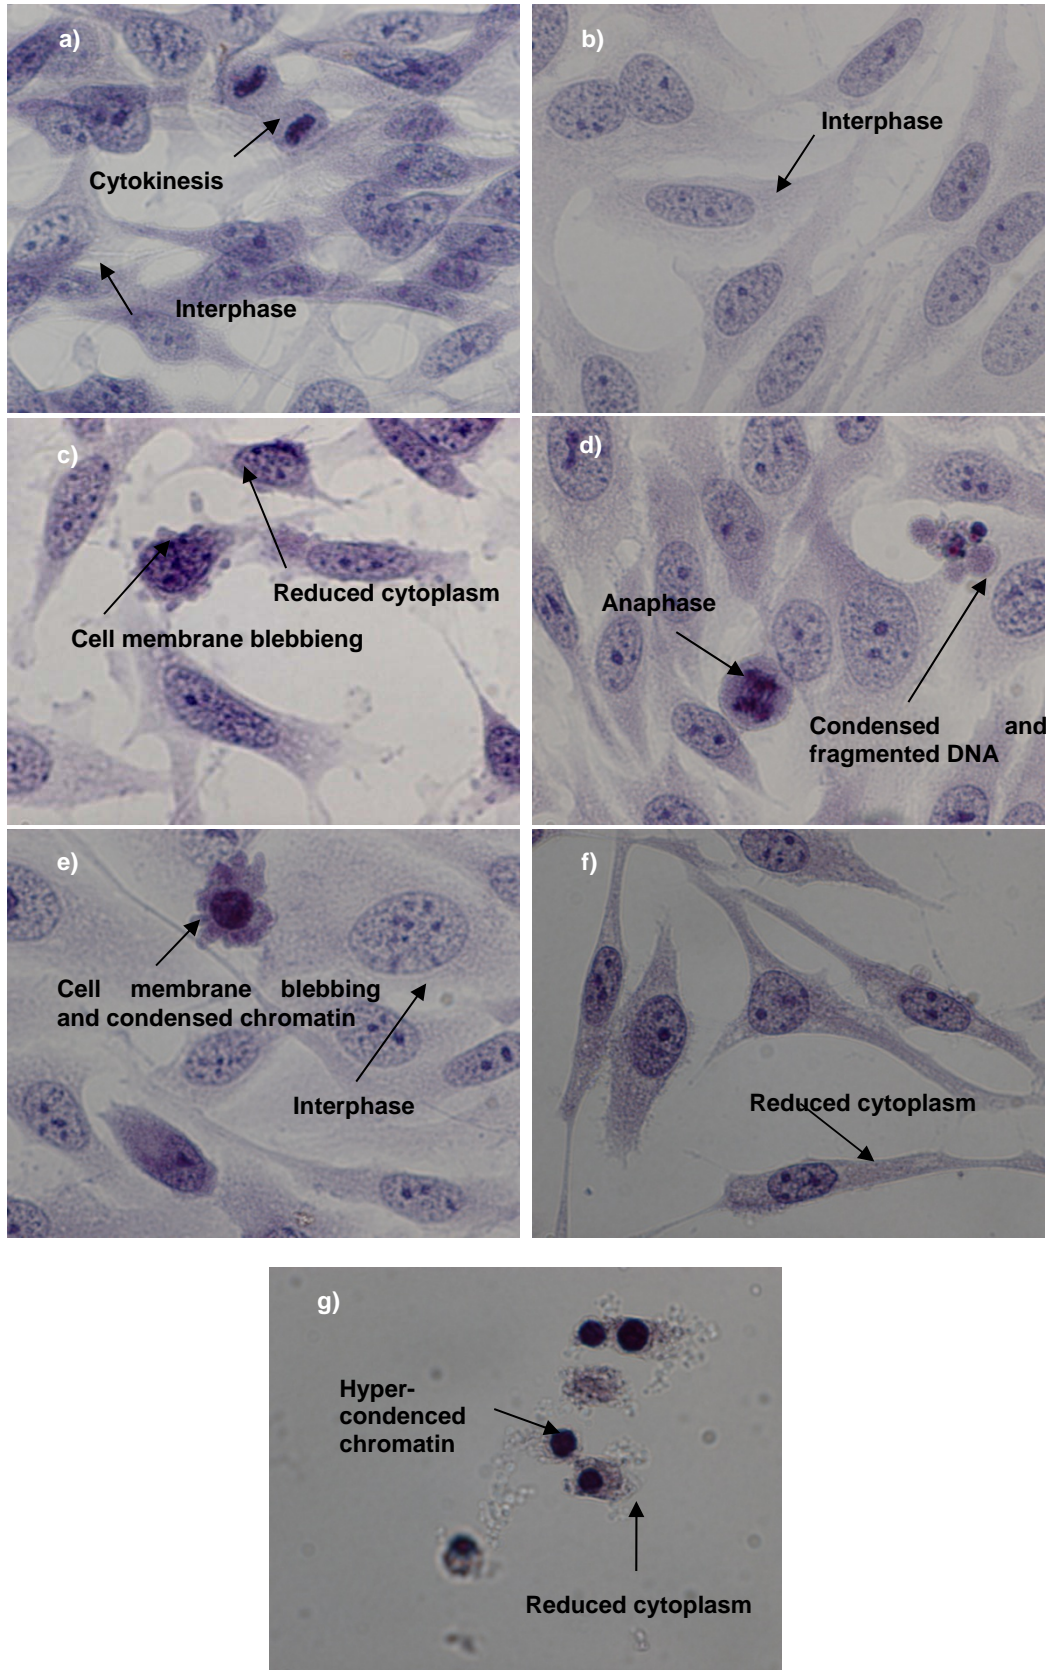 a)
Cytokinesis
Interphase
b)
Interphase
c)
Reduced cytoplasm
Cell membrane blebbieng
d)
Anaphase
Condensed and
fragmented DNA
e)
Cell membrane blebbing
and condensed chromatin
Interphase
f)
Reduced cytoplasm
g)
Hyper-
condenced
chromatin
Reduced cytoplasm